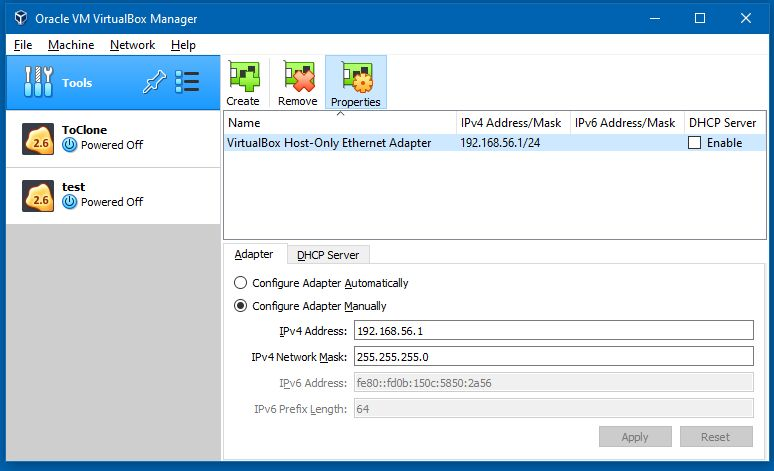 Oracle VM VirtualBox Manager
File Machine Network Help
Tools
Create Remove Properties
Name IPv4 Address/Mask IPv6 Address/Mask DHCP Server
VirtualBox Host-Only Ethernet Adapter 192.168.56.1/24 Enable
2.6 ToClone
Powered Off
2.6 test
Powered Off
Adapter DHCP Server
Configure Adapter Automatically
Configure Adapter Manually
IPv4 Address: 192.168.56.1
IPv4 Network Mask: 255.255.255.0
IPv6 Address: fe80::fd0b:150c:5850:2a56
IPv6 Prefix Length: 64
Apply Reset